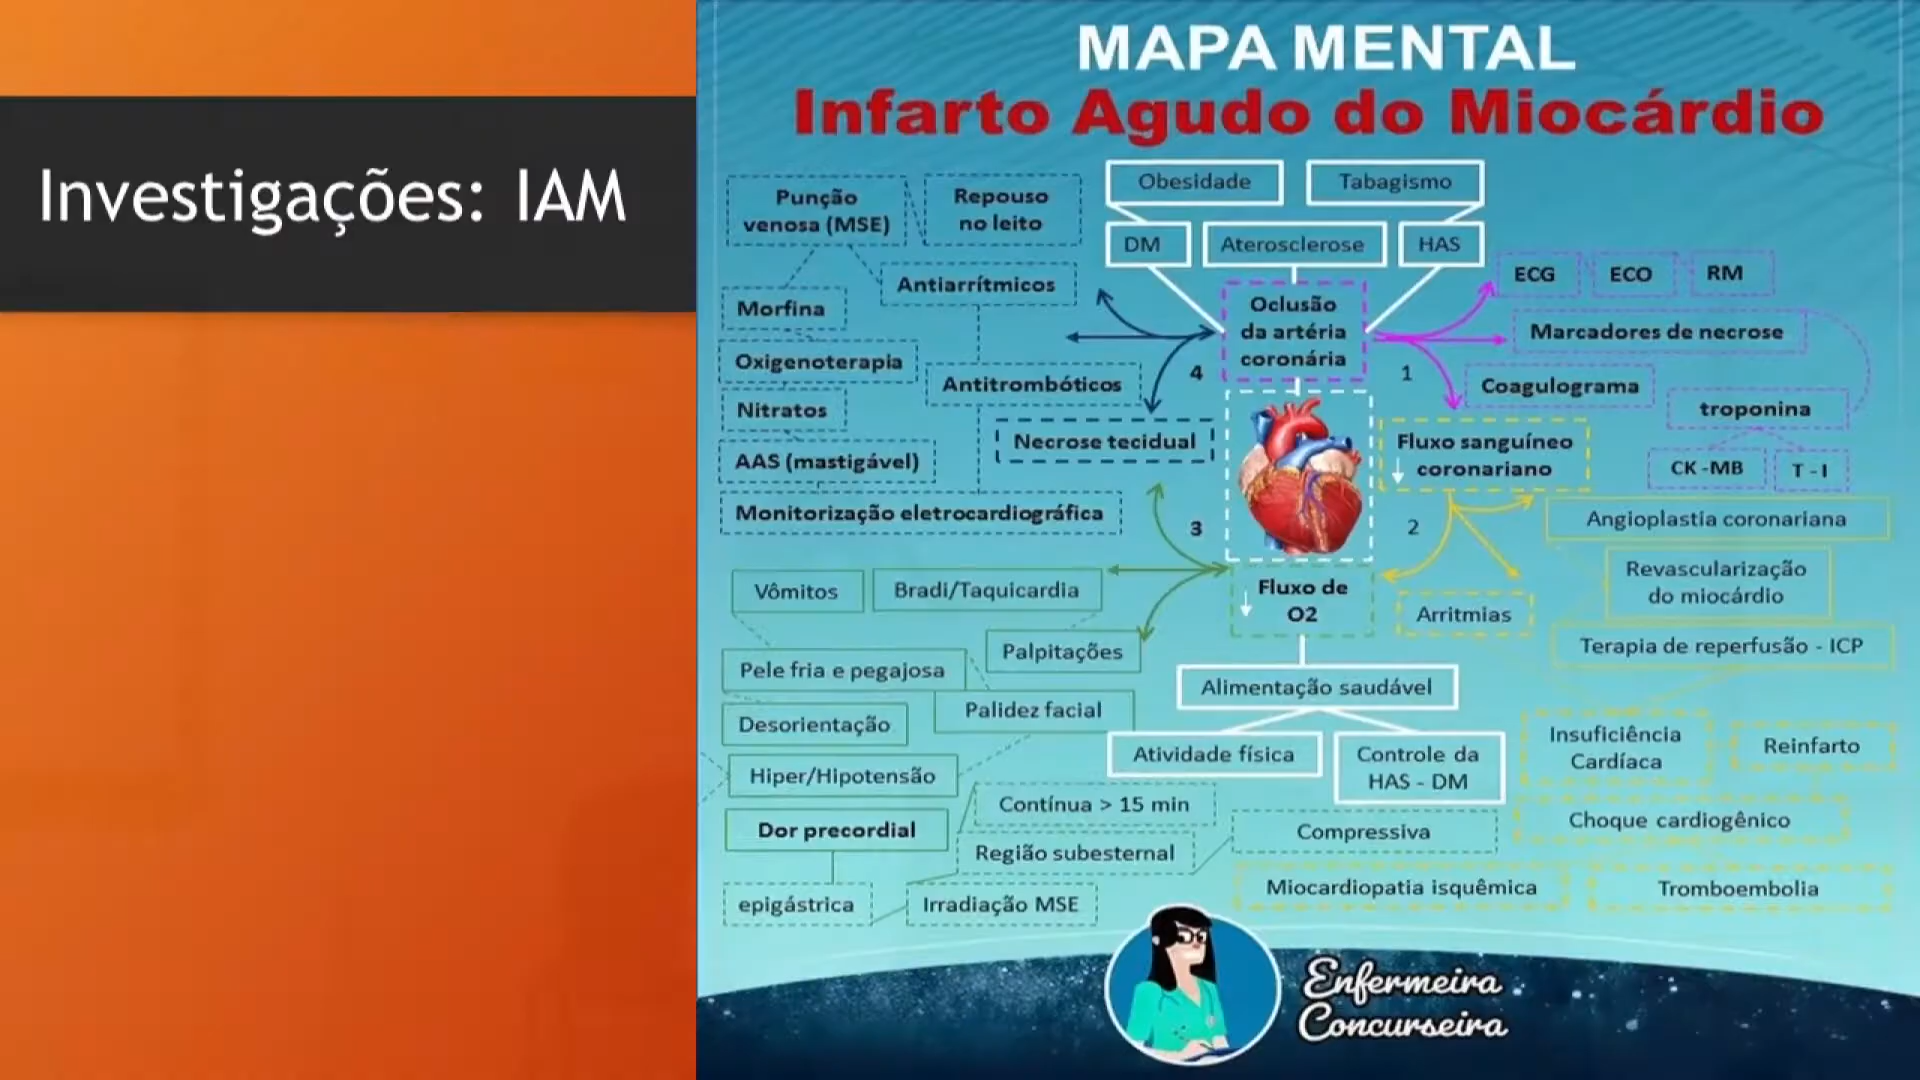 Investigações: IAM
MAPA MENTAL
Infarto Agudo do Miocárdio
Obesidade
Tabagismo
DM
Aterosclerose
HAS
Oclusão
da artéria
coronária
Punção
venosa (MSE)
Repouso
no leito
Antiarrítmicos
Morfina
Oxigenoterapia
Antitrombóticos
Nitratos
AAS (mastigável)
Necrose tecidual
Monitorização eletrocardiográfica
4
1
ECG
ECO
RM
Marcadores de necrose
Coagulograma
troponina
CK -MB
T - I
Fluxo sanguíneo
↓ coronariano
3
2
Angioplastia coronariana
Revascularização
do miocárdio
Terapia de reperfusão - ICP
Arritmias
Insuficiência
Cardíaca
Reinfarto
Choque cardiogênico
Miocardiopatia isquêmica
Tromboembolia
Fluxo de
↓ O2
Alimentação saudável
Atividade física
Controle da
HAS - DM
Vômitos
Bradi/Taquicardia
Palpitações
Pele fria e pegajosa
Palidez facial
Desorientação
Hiper/Hipotensão
Dor precordial
Contínua > 15 min
Região subesternal
Compressiva
epigástrica
Irradiação MSE
Enfermeira
Concurseira